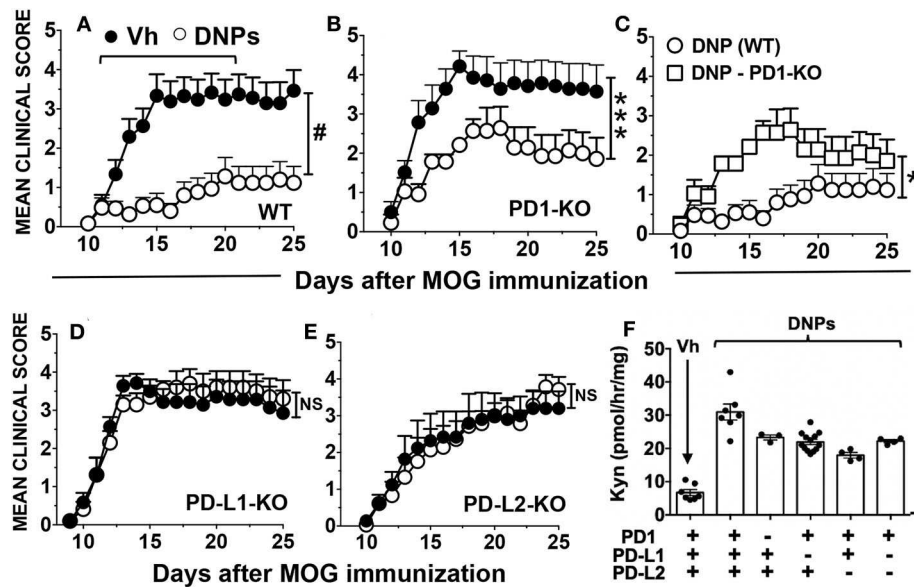 A ● Vh ○ DNPs
MEAN CLINICAL SCORE
5
4
3
2
1
0
10 15 20 25
WT
#
B
5
4
3
2
1
0
10 15 20 25
PD1-KO
***
C
○ DNP (WT)
□ DNP - PD1-KO
5
4
3
2
1
0
10 15 20 25
*
Days after MOG immunization
D
MEAN CLINICAL SCORE
5
4
3
2
1
0
10 15 20 25
PD-L1-KO
NS
E
5
4
3
2
1
0
10 15 20 25
PD-L2-KO
NS
Days after MOG immunization
F
DNPs
Vh
Kyn (pmol/hr/mg)
50
40
30
20
10
0
PD1 + + - + + -
PD-L1 + + + - + -
PD-L2 + + + + - -